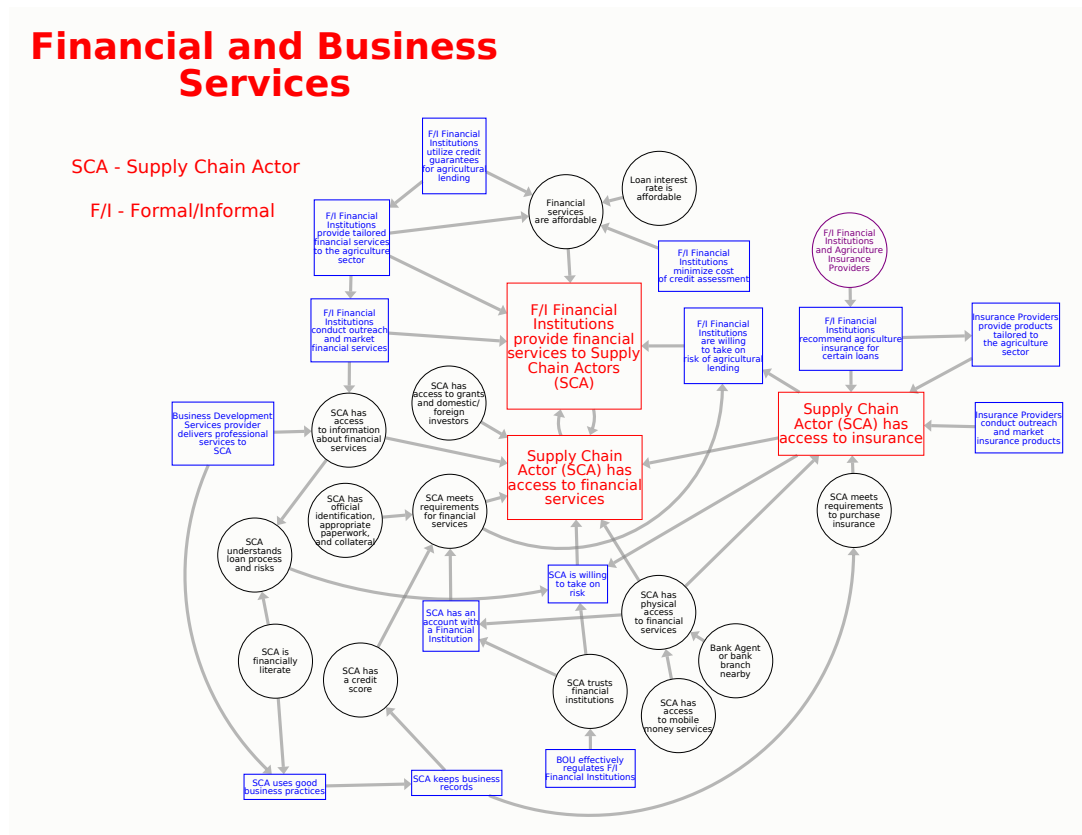 Financial and Business
Services
SCA - Supply Chain Actor
F/I - Formal/Informal
F/I Financial
Institutions
utilize credit
guarantees
for agricultural
lending
Loan interest
rate is
affordable
Financial
services
are affordable
F/I Financial
Institutions
provide tailored
financial services
to the agriculture
sector
F/I Financial
Institutions
and Agriculture
Insurance
Providers
F/I Financial
Institutions
minimize cost
of credit assessment
F/I Financial
Institutions
conduct outreach
and market
financial services
F/I Financial
Institutions
provide financial
services to Supply
Chain Actors
(SCA)
F/I Financial
Institutions
are willing
to take on
risk of agricultural
lending
F/I Financial
Institutions
recommend agriculture
insurance for
certain loans
Insurance Providers
provide products
tailored to
the agriculture
sector
SCA has
access to grants
and domestic/
foreign
investors
Business Development
Services provider
delivers professional
services to
SCA
SCA has
access
to information
about financial
services
Supply Chain
Actor (SCA) has
access to insurance
Insurance Providers
conduct outreach
and market
insurance products
Supply Chain
Actor (SCA) has
access to financial
services
SCA has
official
identification,
appropriate
paperwork,
and collateral
SCA meets
requirements
for financial
services
SCA meets
requirements
to purchase
insurance
SCA
understands
loan process
and risks
SCA is willing
to take on
risk
SCA has an
account with
a Financial
Institution
SCA has
physical
access
to financial
services
SCA is
financially
literate
SCA has
a credit
score
SCA trusts
financial
institutions
Bank Agent
or bank
branch
nearby
SCA has
access
to mobile
money services
BOU effectively
regulates F/I
Financial Institutions
SCA uses good
business practices
SCA keeps business
records